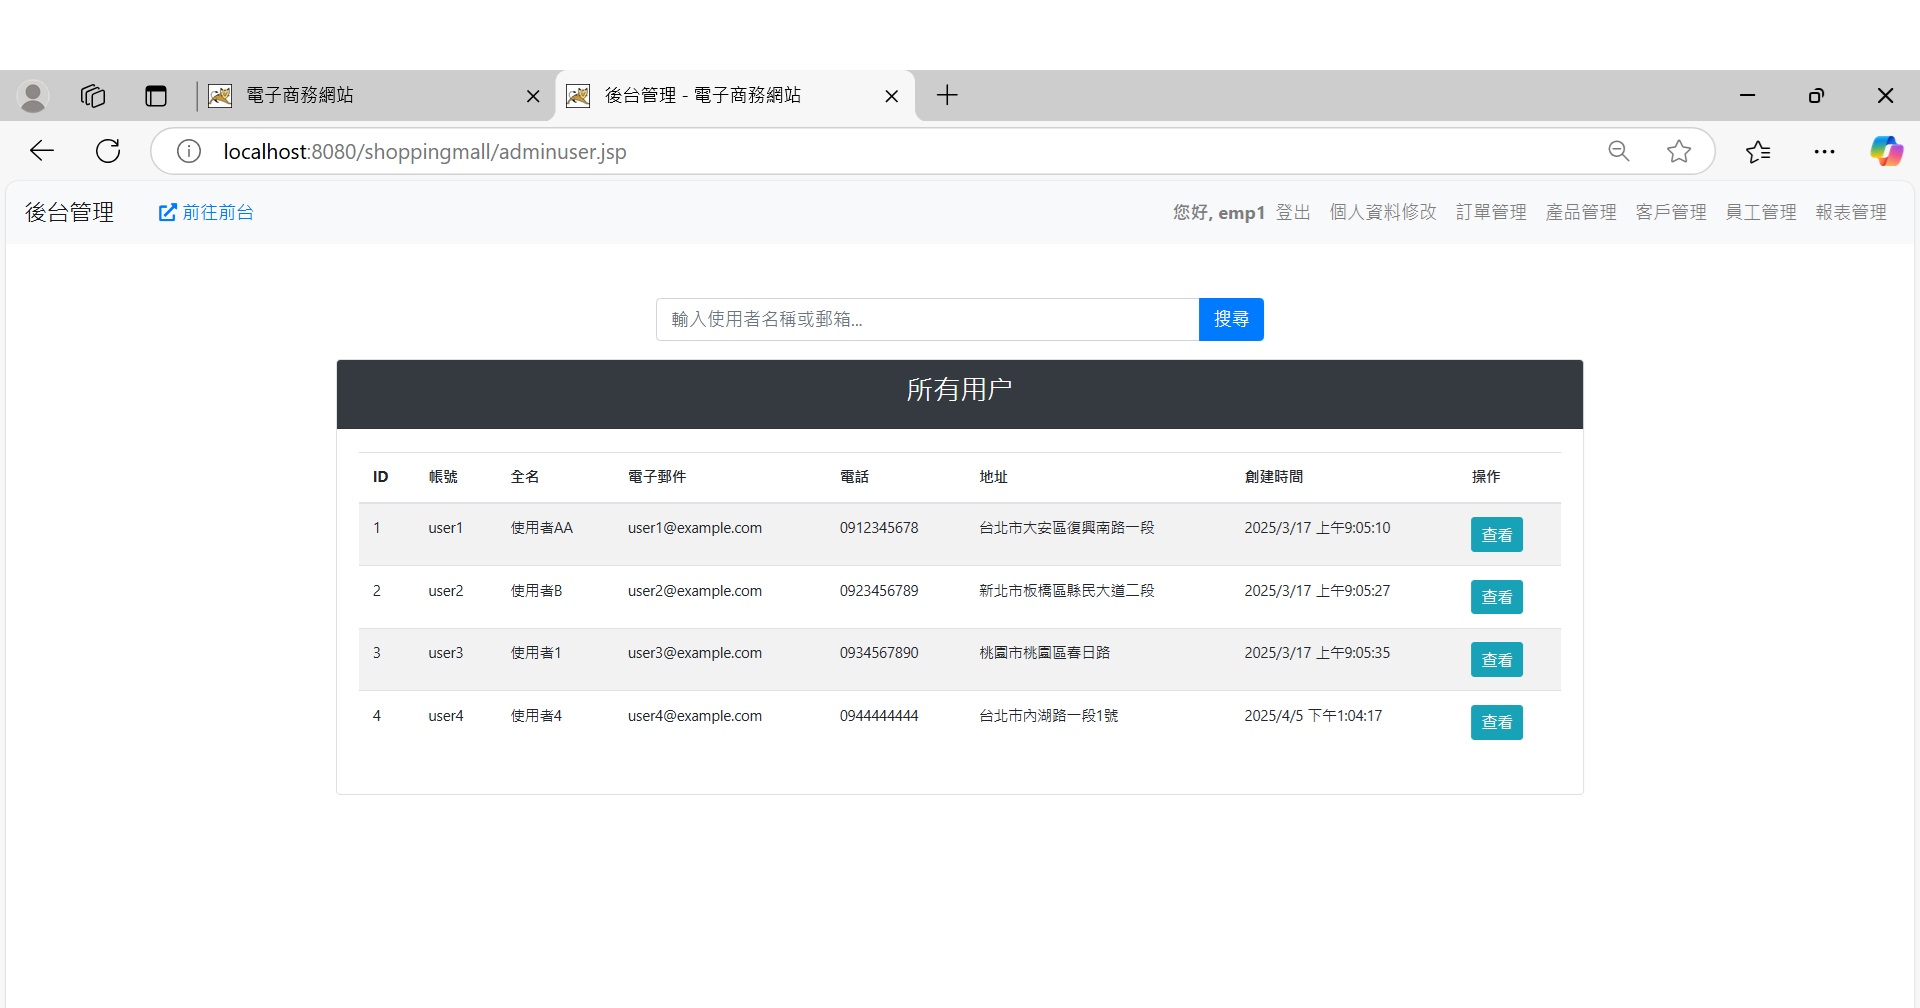 電子商務網站
後台管理 - 電子商務網站
localhost:8080/shoppingmall/adminuser.jsp
後台管理 前往前台 您好, emp1 登出 個人資料修改 訂單管理 產品管理 客戶管理 員工管理 報表管理
輸入使用者名稱或郵箱... 搜尋
所有用户
ID 帳號 全名 電子郵件 電話 地址 創建時間 操作
1 user1 使用者AA user1@example.com 0912345678 台北市大安區復興南路一段 2025/3/17 上午9:05:10 查看
2 user2 使用者B user2@example.com 0923456789 新北市板橋區縣民大道二段 2025/3/17 上午9:05:27 查看
3 user3 使用者1 user3@example.com 0934567890 桃園市桃園區春日路 2025/3/17 上午9:05:35 查看
4 user4 使用者4 user4@example.com 0944444444 台北市內湖路一段1號 2025/4/5 下午1:04:17 查看